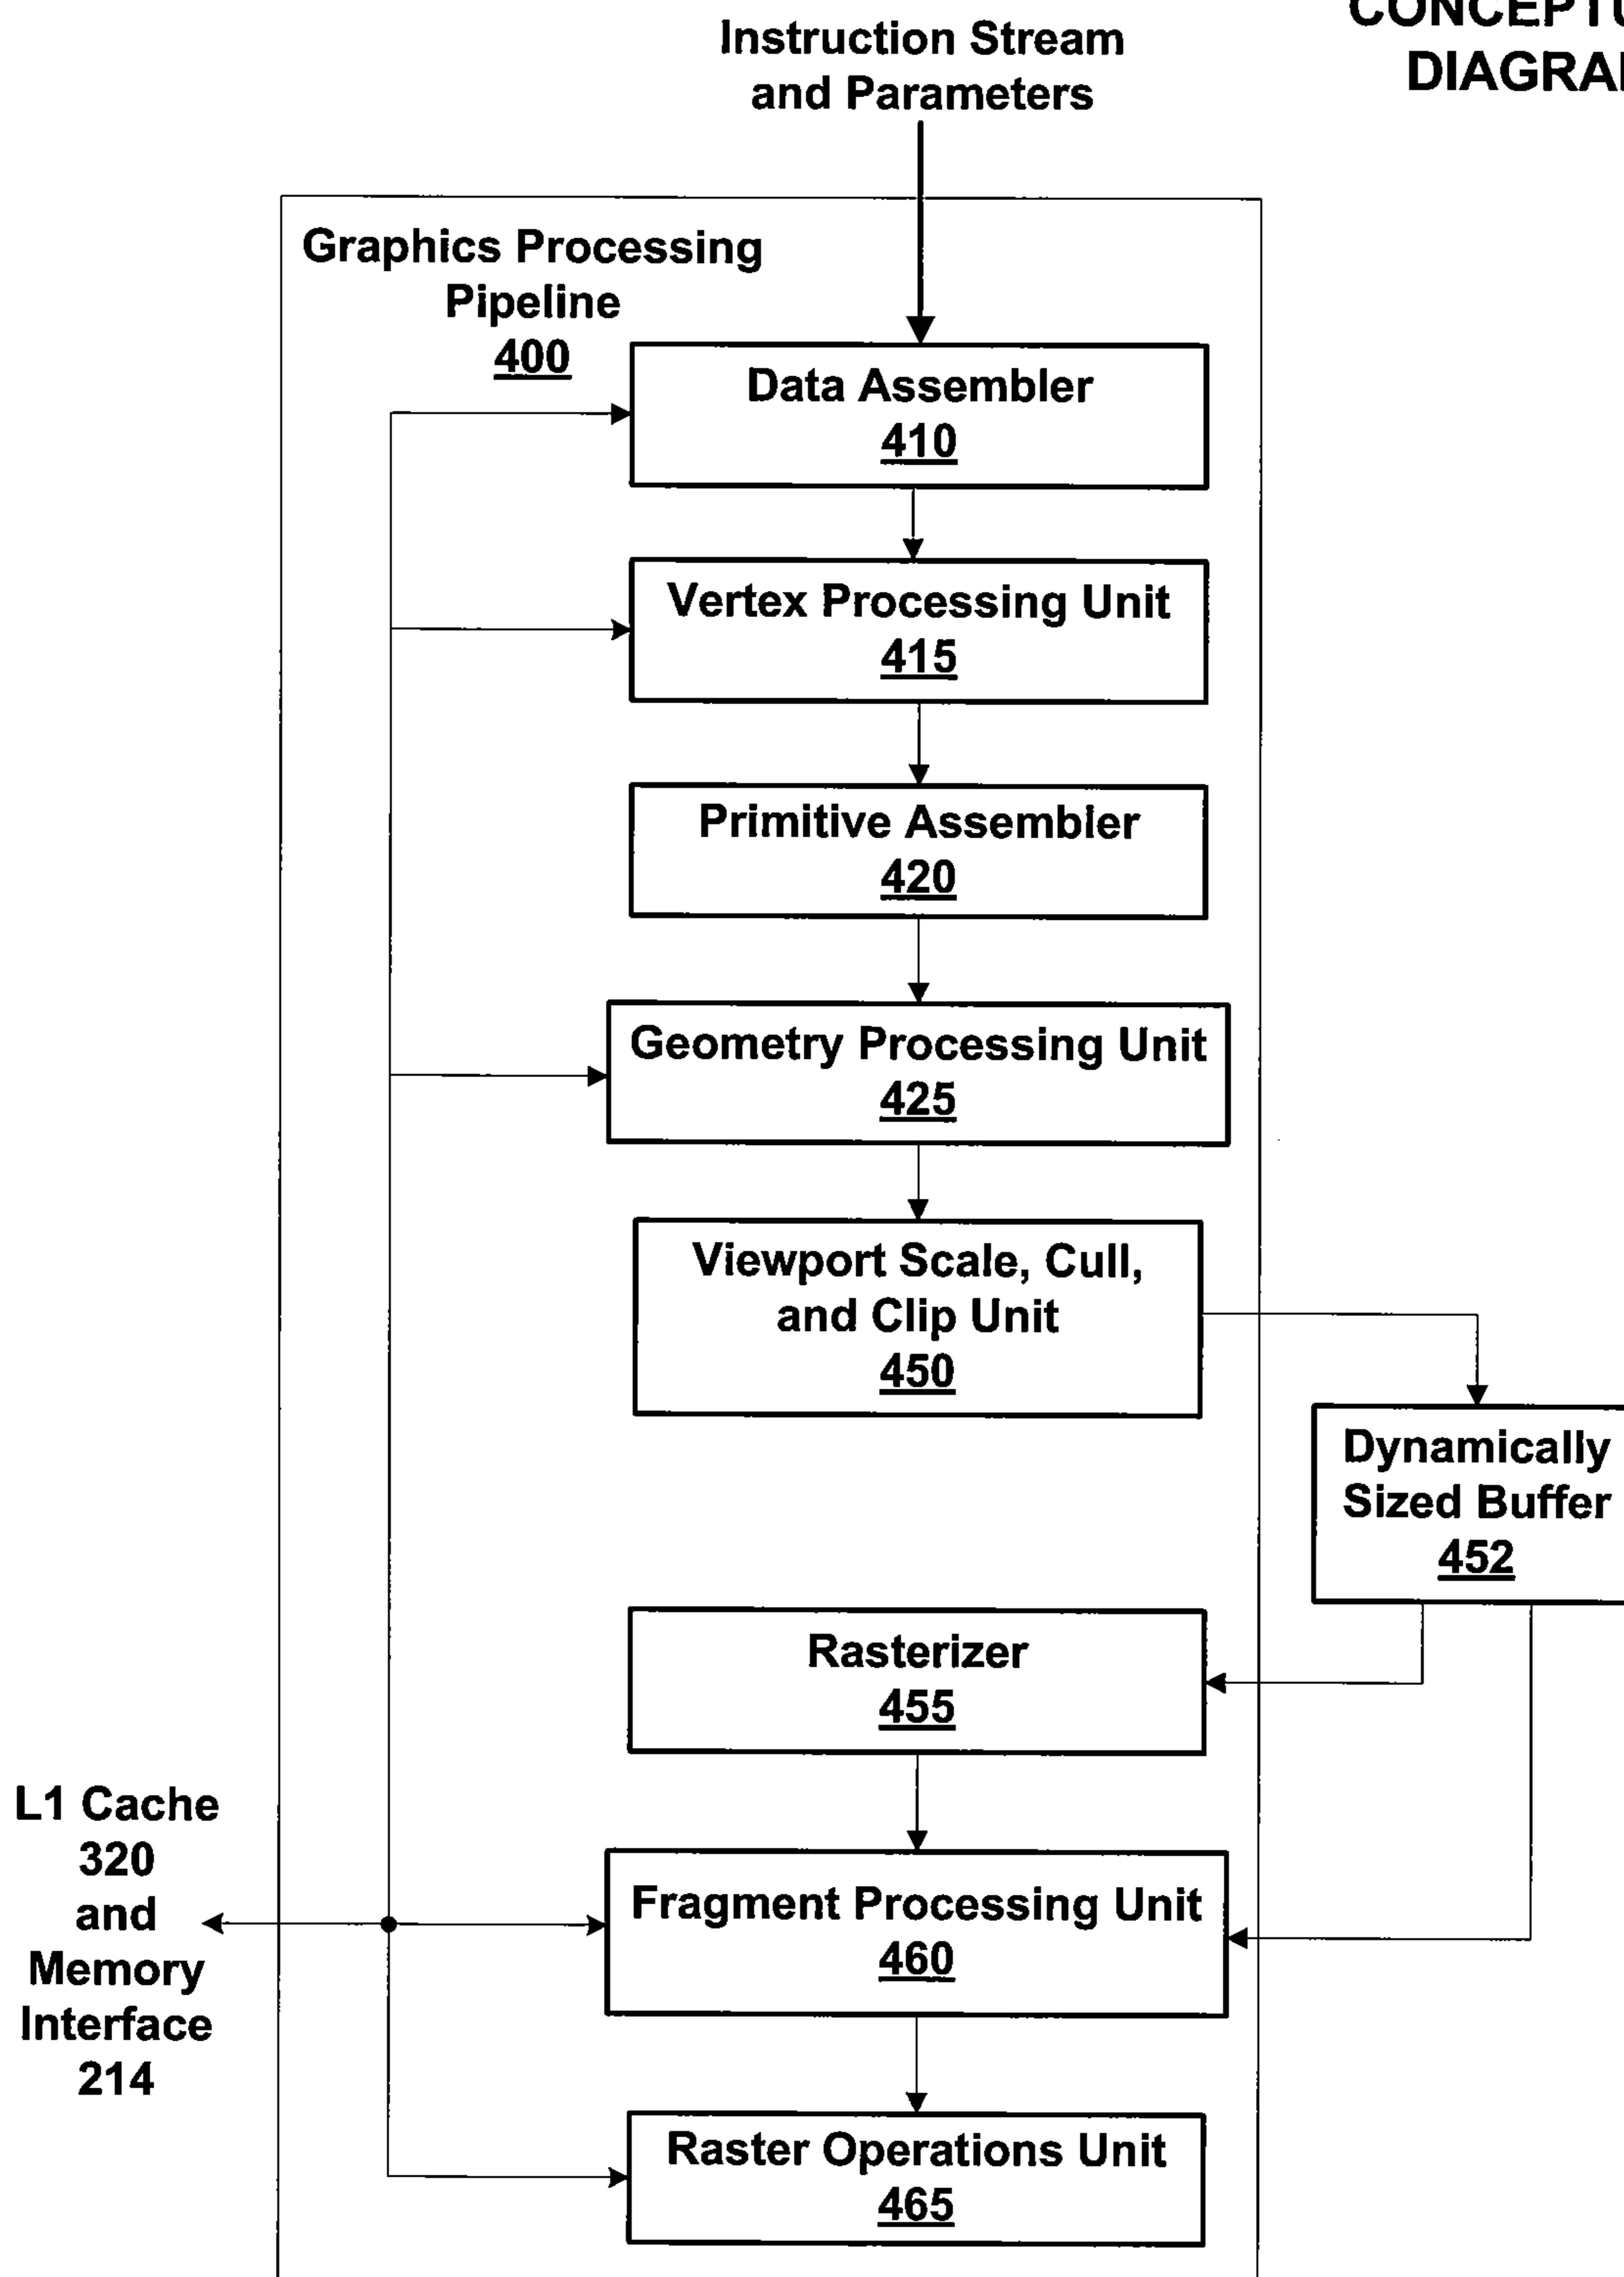 Instruction Stream
and Parameters
DIAGRAM
Graphics Processing
Pipeline
400
Data Assembler
410
Vertex Processing Unit
415
Primitive Assembler
420
Geometry Processing Unit
425
Viewport Scale, Cull,
and Clip Unit
450
Dynamically
Sized Buffer
452
Rasterizer
455
L1 Cache
320
and
Memory
Interface
214
Fragment Processing Unit
460
Raster Operations Unit
465